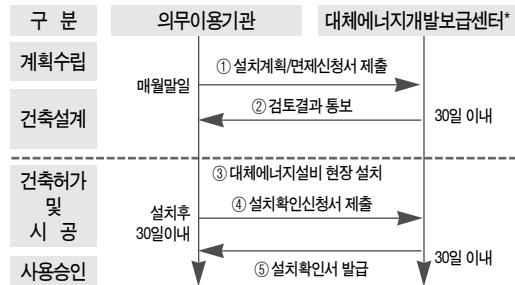 구 분 의무이용기관 대체에너지개발보급센터*
계획수립
① 설치계획/면제신청서 제출
매월말일
② 검토결과 통보
건축설계
30일 이내
③ 대체에너지설비 현장 설치
건축허가
및
시 공
④ 설치확인신청서 제출
설치후
30일이내
30일 이내
⑤ 설치확인서 발급
사용승인